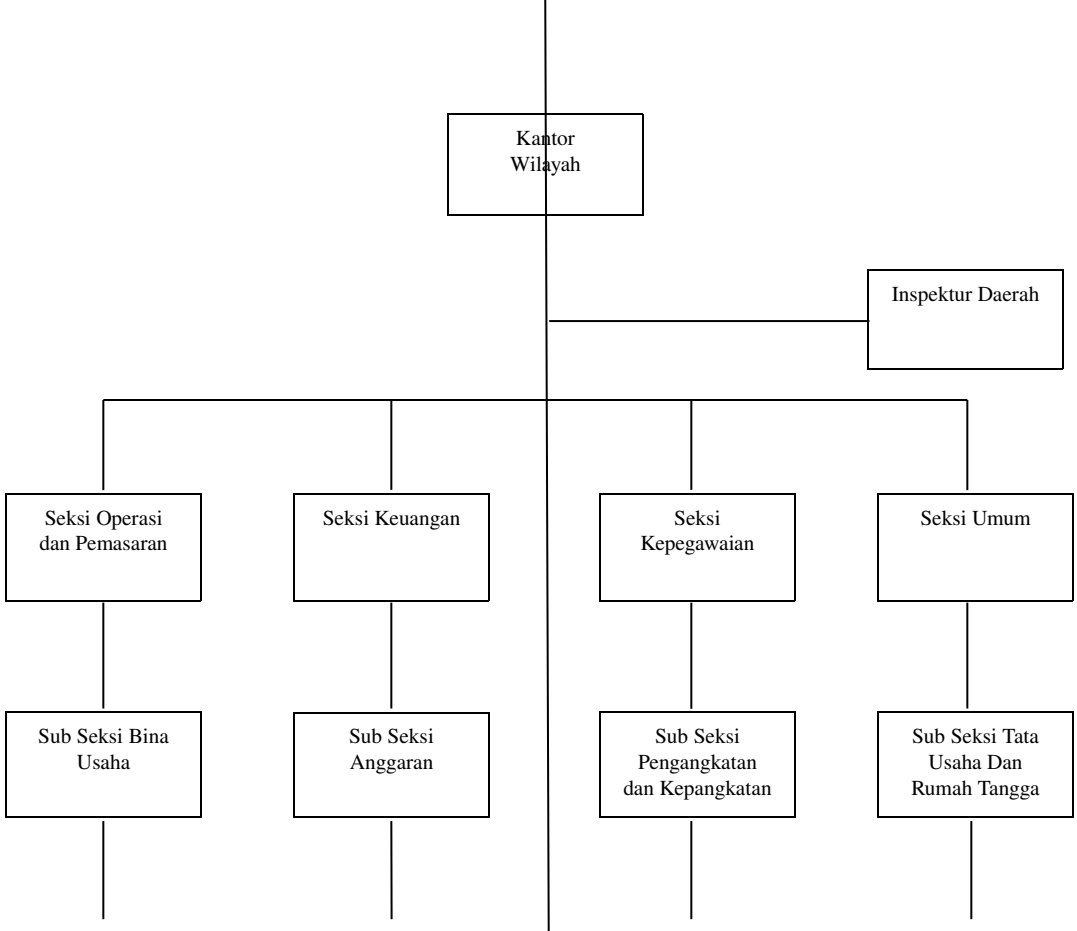 Kantor
Wilayah
Inspektur Daerah
Seksi Operasi
dan Pemasaran
Seksi Keuangan
Seksi
Kepegawaian
Seksi Umum
Sub Seksi Bina
Usaha
Sub Seksi
Anggaran
Sub Seksi
Pengangkatan
dan Kepangkatan
Sub Seksi Tata
Usaha Dan
Rumah Tangga